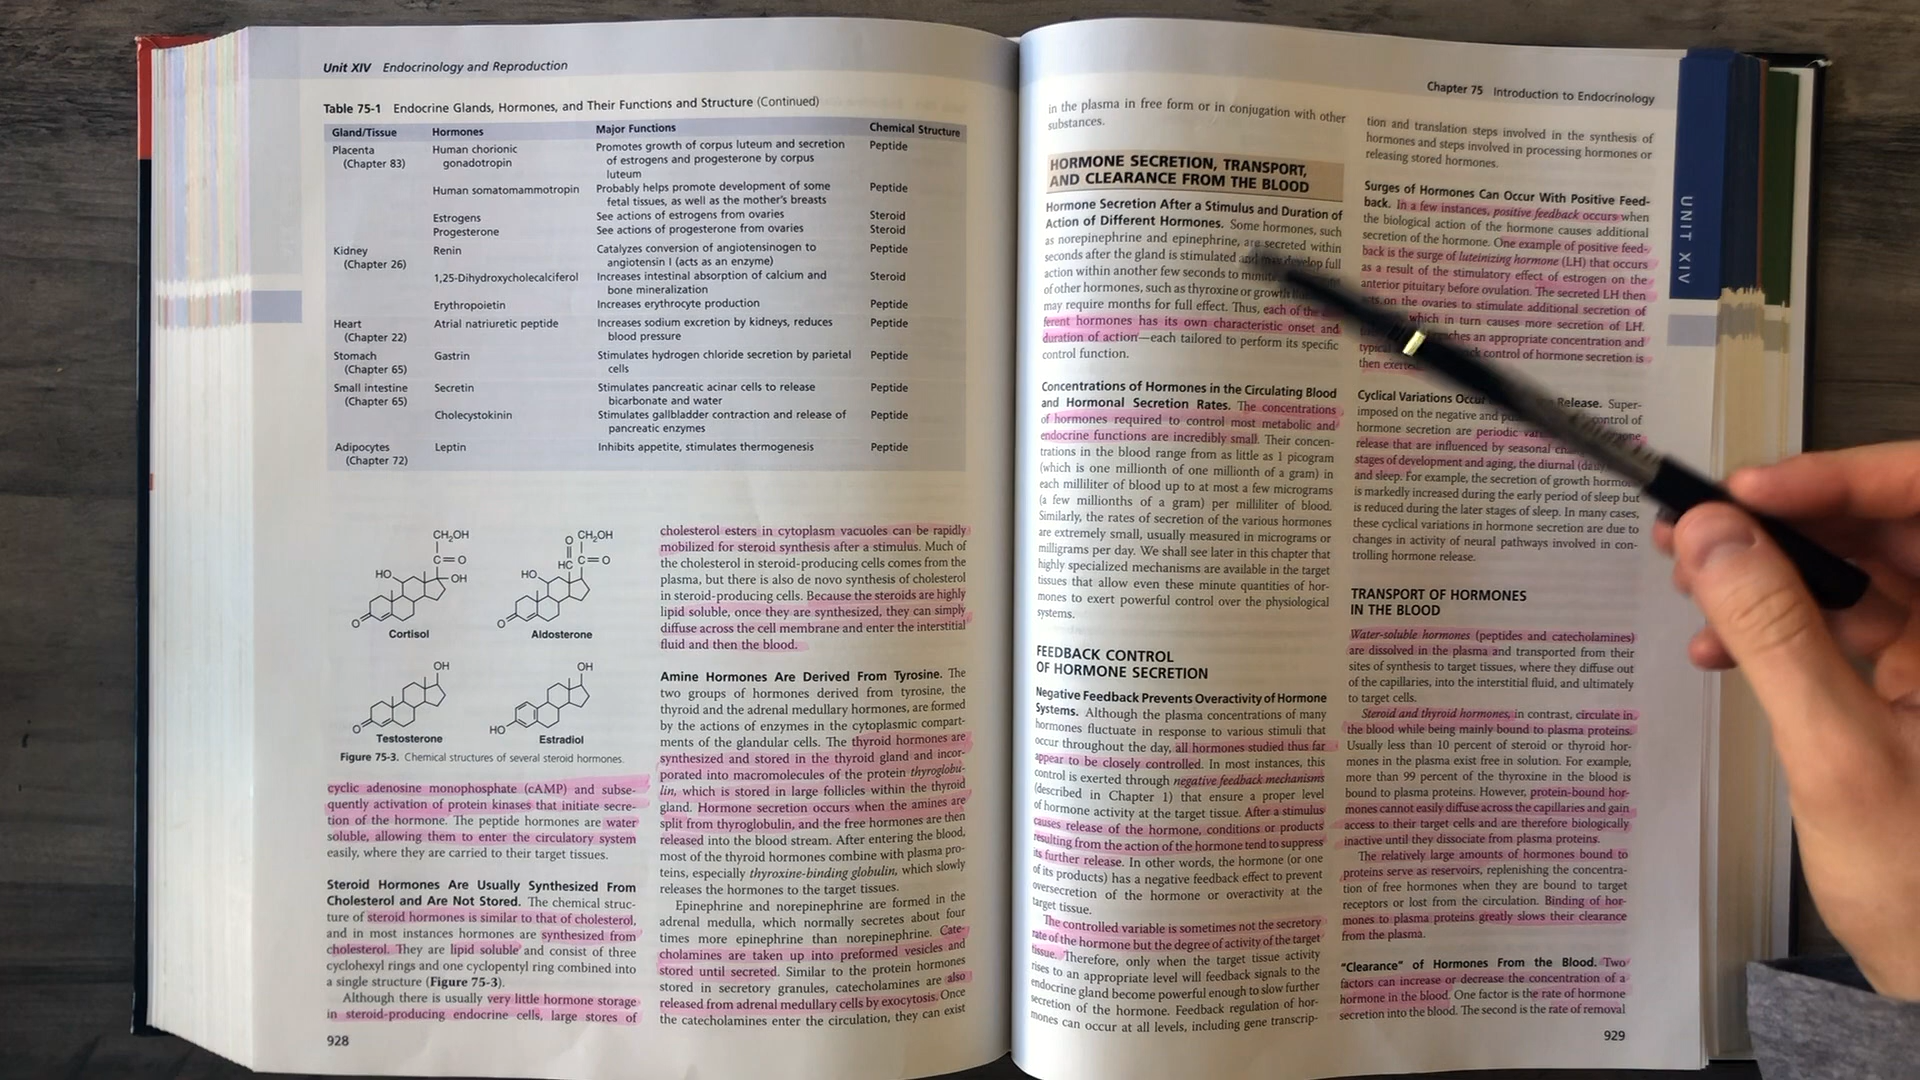 Unit XIV Endocrinology and Reproduction
Table 75-1 Endocrine Glands, Hormones, and Their Functions and Structure (Continued)
Gland/Tissue Hormones Major Functions Chemical Structure
Placenta Human chorionic Promotes growth of corpus luteum and secretion Peptide
(Chapter 83) gonadotropin of estrogens and progesterone by corpus
luteum
Human somatomammotropin Probably helps promote development of some Peptide
fetal tissues, as well as the mother's breasts
Estrogens See actions of estrogens from ovaries Steroid
Progesterone See actions of progesterone from ovaries Steroid
Kidney Renin Catalyzes conversion of angiotensinogen to Peptide
(Chapter 26) angiotensin I (acts as an enzyme)
1,25-Dihydroxycholecalciferol Increases intestinal absorption of calcium and Steroid
bone mineralization
Erythropoietin Increases erythrocyte production Peptide
Heart Atrial natriuretic peptide Increases sodium excretion by kidneys, reduces Peptide
(Chapter 22) blood pressure
Stomach Gastrin Stimulates hydrogen chloride secretion by parietal Peptide
(Chapter 65) cells
Small intestine Secretin Stimulates pancreatic acinar cells to release Peptide
(Chapter 65) bicarbonate and water
Cholecystokinin Stimulates gallbladder contraction and release of Peptide
pancreatic enzymes
Adipocytes Leptin Inhibits appetite, stimulates thermogenesis Peptide
(Chapter 72)
CH₂OH
C=O
HO
OH
O
Cortisol
O CH₂OH
HC C=O
HO
O
Aldosterone
OH
O
Testosterone
OH
HO
Estradiol
Figure 75-3. Chemical structures of several steroid hormones.
cyclic adenosine monophosphate (cAMP) and subse-
quently activation of protein kinases that initiate secre-
tion of the hormone. The peptide hormones are water
soluble, allowing them to enter the circulatory system
easily, where they are carried to their target tissues.
Steroid Hormones Are Usually Synthesized From
Cholesterol and Are Not Stored. The chemical struc-
ture of steroid hormones is similar to that of cholesterol,
and in most instances hormones are synthesized from
cholesterol. They are lipid soluble and consist of three
cyclohexyl rings and one cyclopentyl ring combined into
a single structure (Figure 75-3).
Although there is usually very little hormone storage
in steroid-producing endocrine cells, large stores of
928
cholesterol esters in cytoplasm vacuoles can be rapidly
mobilized for steroid synthesis after a stimulus. Much of
the cholesterol in steroid-producing cells comes from the
plasma, but there is also de novo synthesis of cholesterol
in steroid-producing cells. Because the steroids are highly
lipid soluble, once they are synthesized, they can simply
diffuse across the cell membrane and enter the interstitial
fluid and then the blood.
Amine Hormones Are Derived From Tyrosine. The
two groups of hormones derived from tyrosine, the
thyroid and the adrenal medullary hormones, are formed
by the actions of enzymes in the cytoplasmic compart-
ments of the glandular cells. The thyroid hormones are
synthesized and stored in the thyroid gland and incor-
porated into macromolecules of the protein thyroglobu-
lin, which is stored in large follicles within the thyroid
gland. Hormone secretion occurs when the amines are
split from thyroglobulin, and the free hormones are then
released into the blood stream. After entering the blood,
most of the thyroid hormones combine with plasma pro-
teins, especially thyroxine-binding globulin, which slowly
releases the hormones to the target tissues.
Epinephrine and norepinephrine are formed in the
adrenal medulla, which normally secretes about four
times more epinephrine than norepinephrine. Cate-
cholamines are taken up into preformed vesicles and
stored until secreted. Similar to the protein hormones
stored in secretory granules, catecholamines are also
released from adrenal medullary cells by exocytosis. Once
the catecholamines enter the circulation, they can exist
Chapter 75 Introduction to Endocrinology
in the plasma in free form or in conjugation with other
substances.
HORMONE SECRETION, TRANSPORT,
AND CLEARANCE FROM THE BLOOD
Hormone Secretion After a Stimulus and Duration of
Action of Different Hormones. Some hormones, such
as norepinephrine and epinephrine, are secreted within
seconds after the gland is stimulated and may develop full
action within another few seconds to
of other hormones, such as thyroxine or growth
may require months for full effect. Thus, each of the
ferent hormones has its own characteristic onset and
duration of action—each tailored to perform its specific
control function.
Concentrations of Hormones in the Circulating Blood
and Hormonal Secretion Rates. The concentrations
of hormones required to control most metabolic and
endocrine functions are incredibly small. Their concen-
trations in the blood range from as little as 1 picogram
(which is one millionth of one millionth of a gram) in
each milliliter of blood up to at most a few micrograms
(a few millionths of a gram) per milliliter of blood.
Similarly, the rates of secretion of the various hormones
are extremely small, usually measured in micrograms or
milligrams per day. We shall see later in this chapter that
highly specialized mechanisms are available in the target
tissues that allow even these minute quantities of hor-
mones to exert powerful control over the physiological
systems.
FEEDBACK CONTROL
OF HORMONE SECRETION
Negative Feedback Prevents Overactivity of Hormone
Systems. Although the plasma concentrations of many
hormones fluctuate in response to various stimuli that
occur throughout the day, all hormones studied thus far
appear to be closely controlled. In most instances, this
control is exerted through negative feedback mechanisms
(described in Chapter 1) that ensure a proper level
of hormone activity at the target tissue. After a stimulus
causes release of the hormone, conditions or products
resulting from the action of the hormone tend to suppress
its further release. In other words, the hormone (or one
of its products) has a negative feedback effect to prevent
oversecretion of the hormone or overactivity at the
target tissue.
The controlled variable is sometimes not the secretory
rate of the hormone but the degree of activity of the target
tissue. Therefore, only when the target tissue activity
rises to an appropriate level will feedback signals to the
endocrine gland become powerful enough to slow further
secretion of the hormone. Feedback regulation of hor-
mones can occur at all levels, including gene transcrip-
tion and translation steps involved in the synthesis of
hormones and steps involved in processing hormones or
releasing stored hormones.
Surges of Hormones Can Occur With Positive Feed-
back. In a few instances, positive feedback occurs when
the biological action of the hormone causes additional
secretion of the hormone. One example of positive feed-
back is the surge of luteinizing hormone (LH) that occurs
as a result of the stimulatory effect of estrogen on the
anterior pituitary before ovulation. The secreted LH then
acts on the ovaries to stimulate additional secretion of
which in turn causes more secretion of LH.
an appropriate concentration and
control of hormone secretion is
then
Cyclical Variations Occur Release. Super-
imposed on the negative and control of
hormone secretion are periodic
release that are influenced by seasonal
stages of development and aging, the diurnal
and sleep. For example, the secretion of growth
is markedly increased during the early period of sleep but
is reduced during the later stages of sleep. In many cases,
these cyclical variations in hormone secretion are due to
changes in activity of neural pathways involved in con-
trolling hormone release.
TRANSPORT OF HORMONES
IN THE BLOOD
Water-soluble hormones (peptides and catecholamines)
are dissolved in the plasma and transported from their
sites of synthesis to target tissues, where they diffuse out
of the capillaries, into the interstitial fluid, and ultimately
to target cells.
Steroid and thyroid hormones, in contrast, circulate in
the blood while being mainly bound to plasma proteins.
Usually less than 10 percent of steroid or thyroid hor-
mones in the plasma exist free in solution. For example,
more than 99 percent of the thyroxine in the blood is
bound to plasma proteins. However, protein-bound hor-
mones cannot easily diffuse across the capillaries and gain
access to their target cells and are therefore biologically
inactive until they dissociate from plasma proteins.
The relatively large amounts of hormones bound to
proteins serve as reservoirs, replenishing the concentra-
tion of free hormones when they are bound to target
receptors or lost from the circulation. Binding of hor-
mones to plasma proteins greatly slows their clearance
from the plasma.
"Clearance" of Hormones From the Blood. Two
factors can increase or decrease the concentration of a
hormone in the blood. One factor is the rate of hormone
secretion into the blood. The second is the rate of removal
929
UNIT XIV